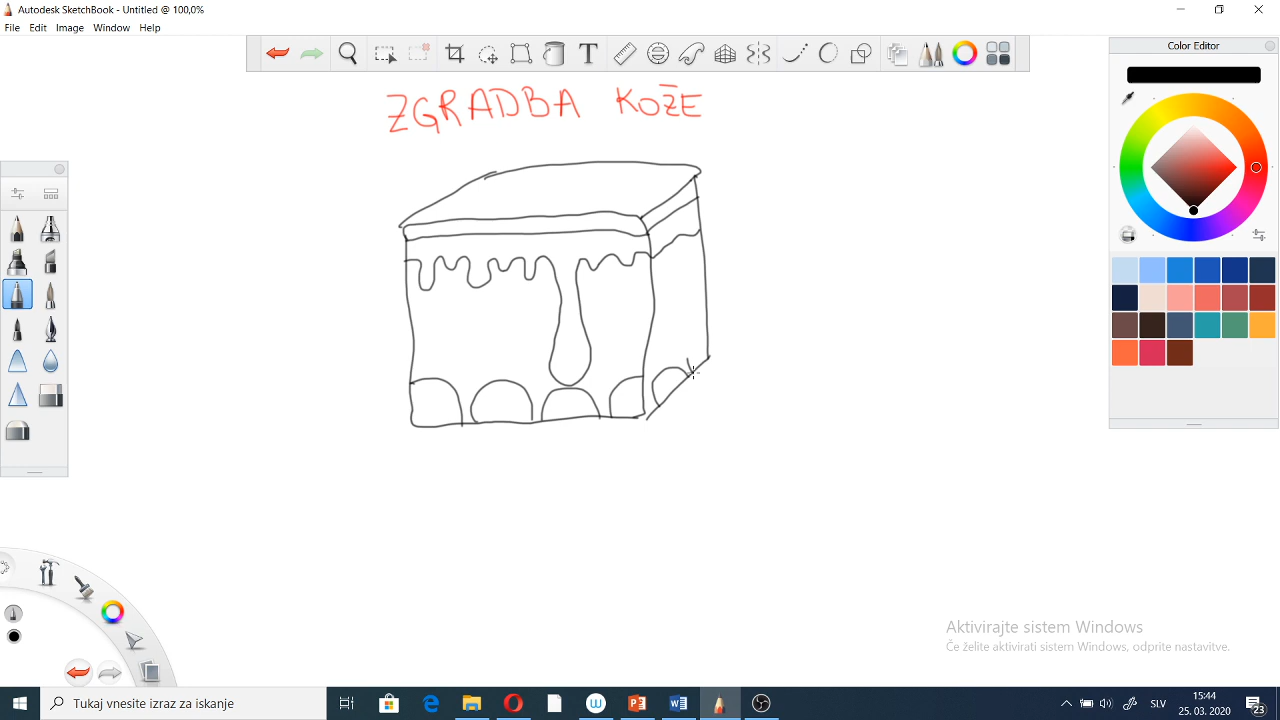 Autodesk SketchBook - Untitled @ 100,0%
File Edit Image Window Help
T
Color Editor
ZGRADBA KOŽE
Aktivirajte sistem Windows
Če želite aktivirati sistem Windows, odprite nastavitve.
Tukaj vnesite izraz za iskanje
SLV
15:44
25. 03. 2020
23